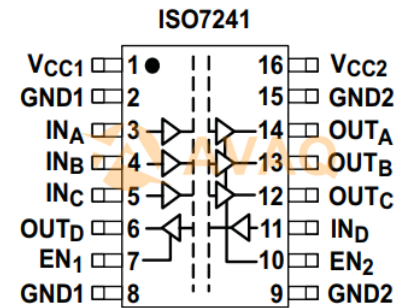 ISO7241
VCC1 1 16 VCC2
GND1 2 15 GND2
INA 3 14 OUTA
INB 4 13 OUTB
INC 5 12 OUTC
OUTD 6 11 IND
EN1 7 10 EN2
GND1 8 9 GND2
AVAQ